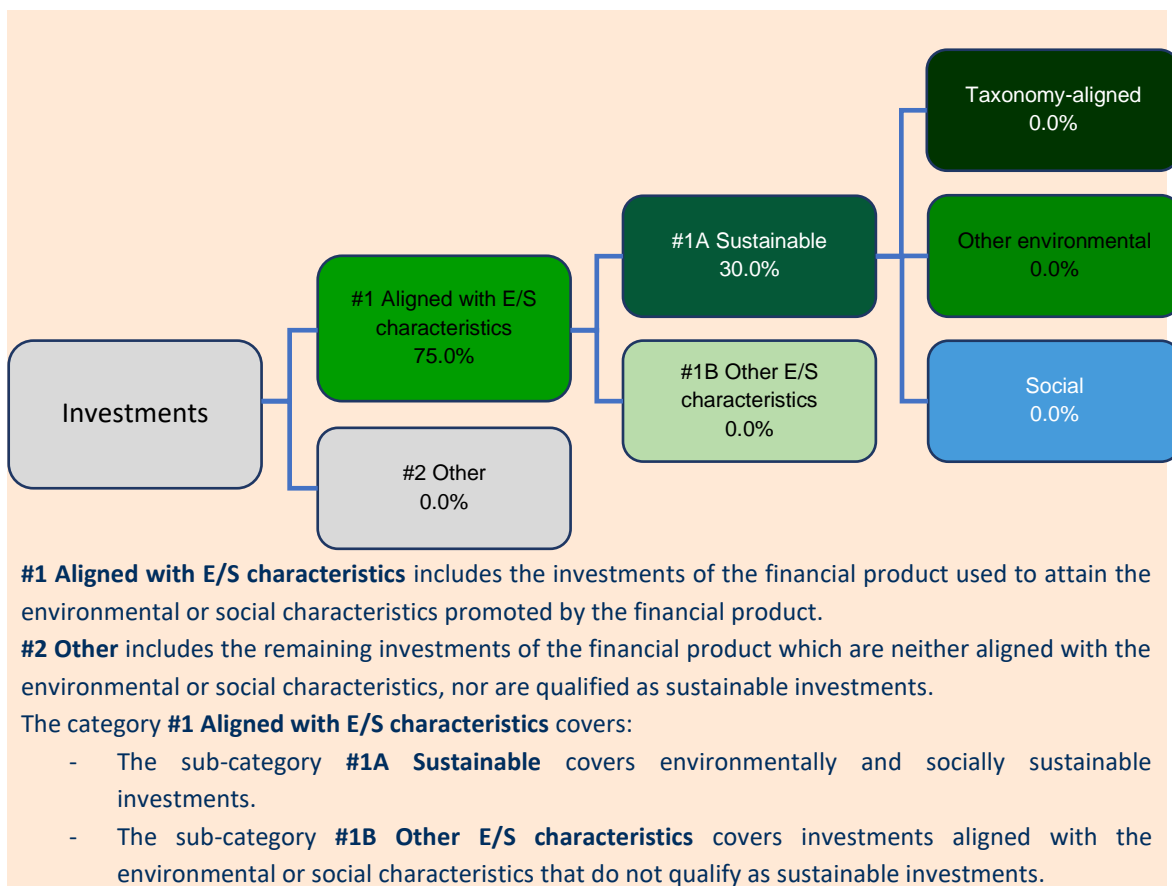 Taxonomy-aligned
0.0%
#1A Sustainable
30.0%
Other environmental
0.0%
#1 Aligned with E/S
characteristics
75.0%
Investments
#1B Other E/S
characteristics
0.0%
Social
0.0%
#2 Other
0.0%
#1 Aligned with E/S characteristics includes the investments of the financial product used to attain the
environmental or social characteristics promoted by the financial product.
#2 Other includes the remaining investments of the financial product which are neither aligned with the
environmental or social characteristics, nor are qualified as sustainable investments.
The category #1 Aligned with E/S characteristics covers:
- The sub-category #1A Sustainable covers environmentally and socially sustainable
investments.
- The sub-category #1B Other E/S characteristics covers investments aligned with the
environmental or social characteristics that do not qualify as sustainable investments.